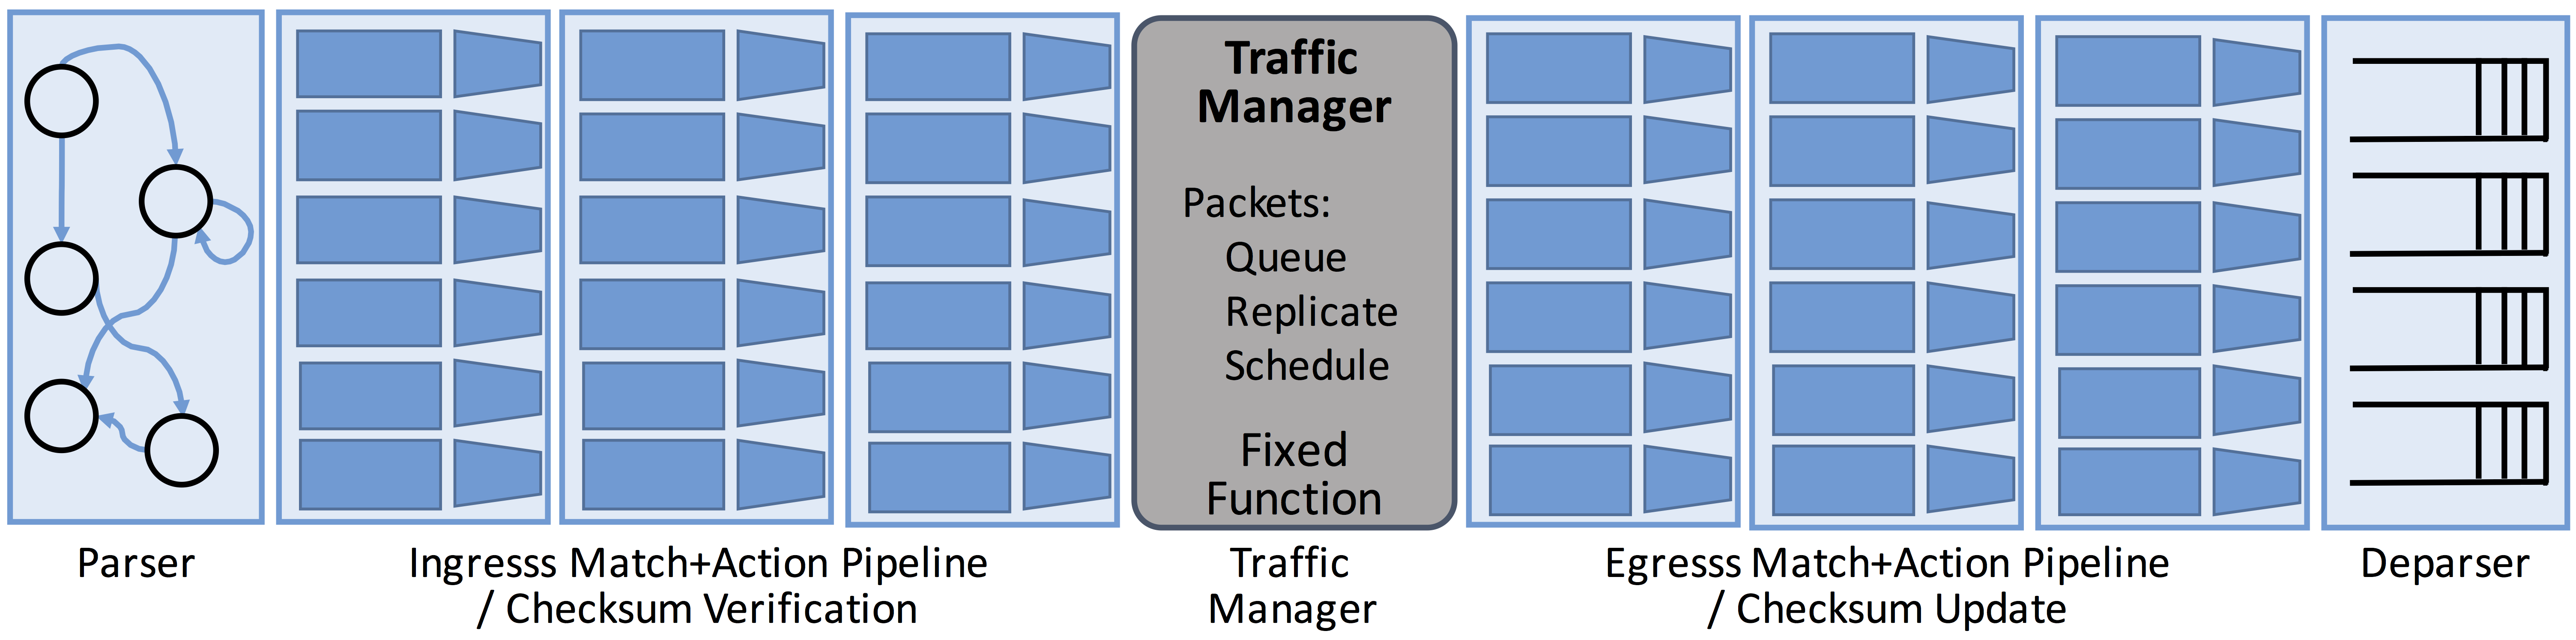 Traffic
Manager
Packets:
Queue
Replicate
Schedule
Fixed
Function
Parser
Ingresss Match+Action Pipeline
/ Checksum Verification
Traffic
Manager
Egresss Match+Action Pipeline
/ Checksum Update
Deparser